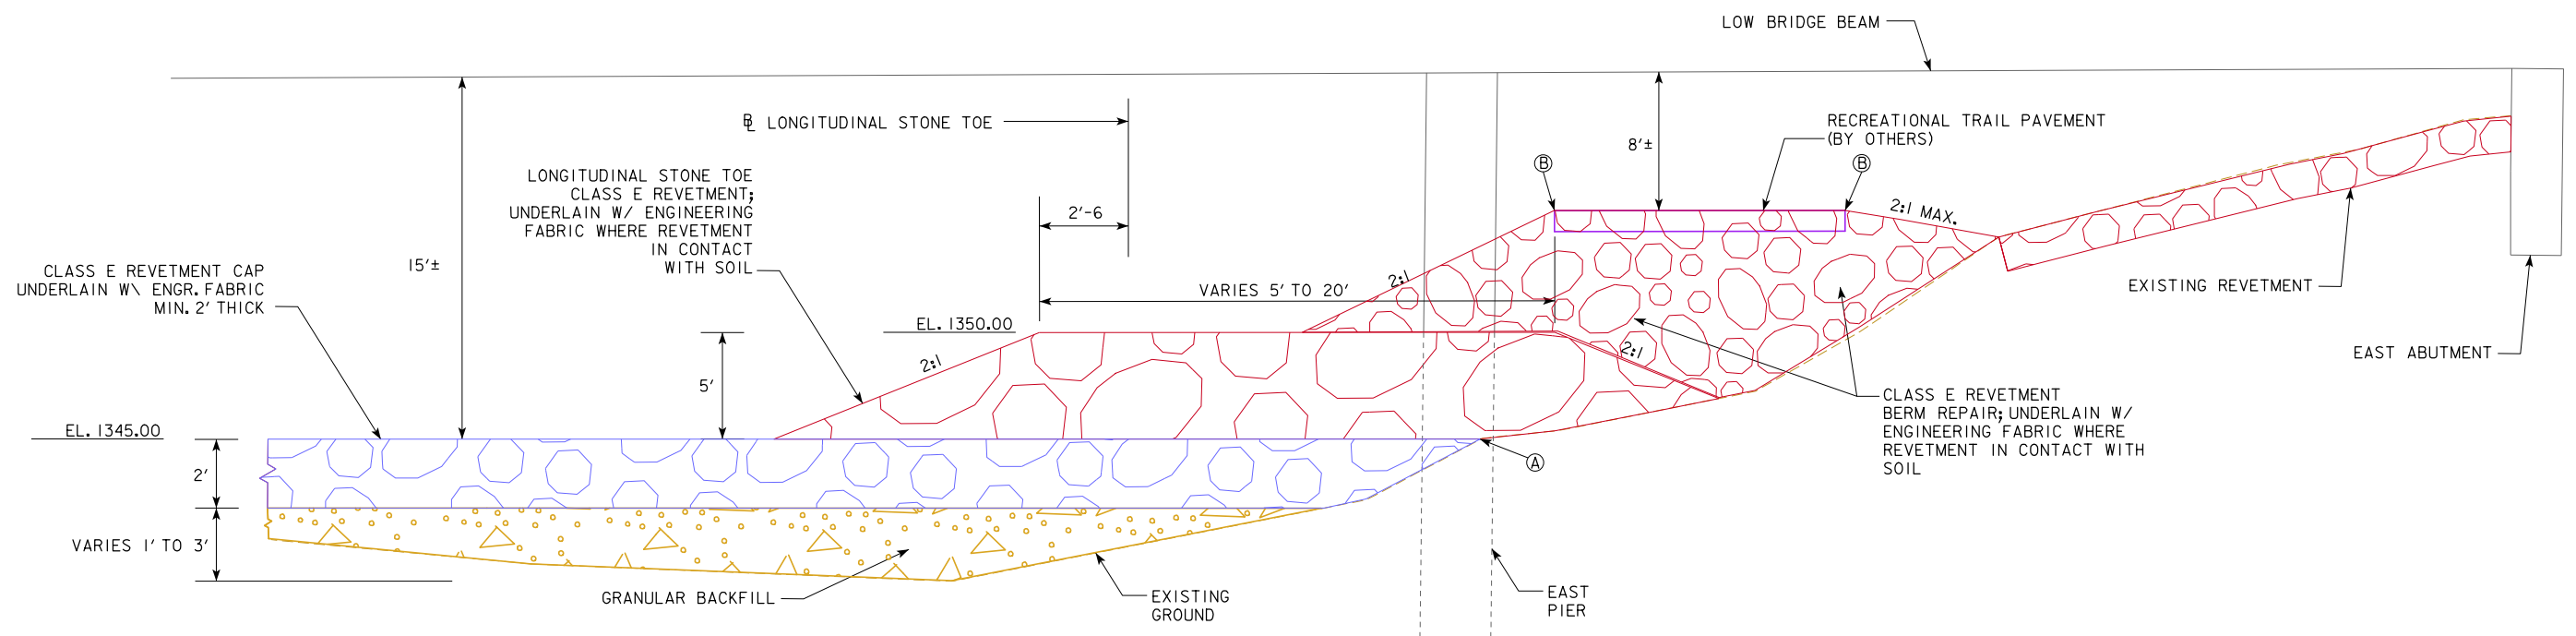 LOW BRIDGE BEAM
RECREATIONAL TRAIL PAVEMENT
(BY OTHERS)
℄ LONGITUDINAL STONE TOE
8'±
B
B
LONGITUDINAL STONE TOE
CLASS E REVETMENT;
UNDERLAIN W/ ENGINEERING
FABRIC WHERE REVETMENT
IN CONTACT
WITH SOIL
2'-6
2:1 MAX.
15'±
CLASS E REVETMENT CAP
UNDERLAIN W\ ENGR. FABRIC
MIN. 2' THICK
2:1
VARIES 5' TO 20'
EXISTING REVETMENT
EL. 1350.00
2:1
2:1
EAST ABUTMENT
5'
CLASS E REVETMENT
BERM REPAIR; UNDERLAIN W/
ENGINEERING FABRIC WHERE
REVETMENT IN CONTACT WITH
SOIL
EL. 1345.00
A
2'
VARIES 1' TO 3'
GRANULAR BACKFILL
EXISTING
GROUND
EAST
PIER